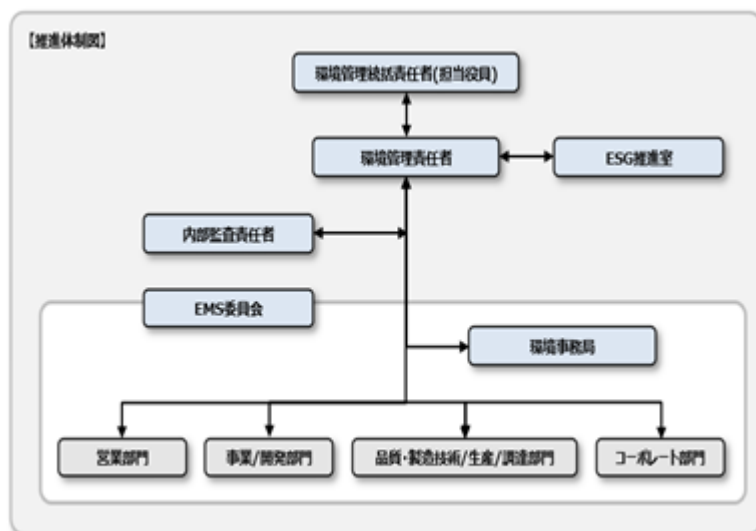 【推進体制図】
環境管理統括責任者(担当役員)
環境管理責任者
ESG推進室
内部監査責任者
EMS委員会
環境事務局
営業部門
事業/開発部門
品質・製造技術/生産/調達部門
コーポレート部門